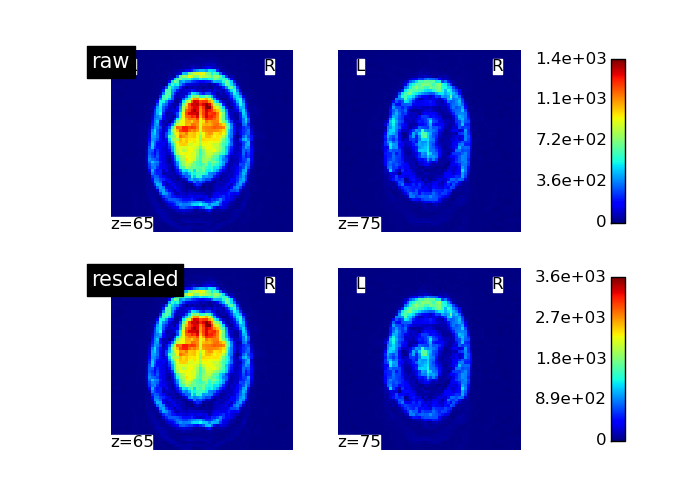 raw
L
R
L
R
z=65
z=75
1.4e+03
1.1e+03
7.2e+02
3.6e+02
0
rescaled
R
L
R
z=65
z=75
3.6e+03
2.7e+03
1.8e+03
8.9e+02
0